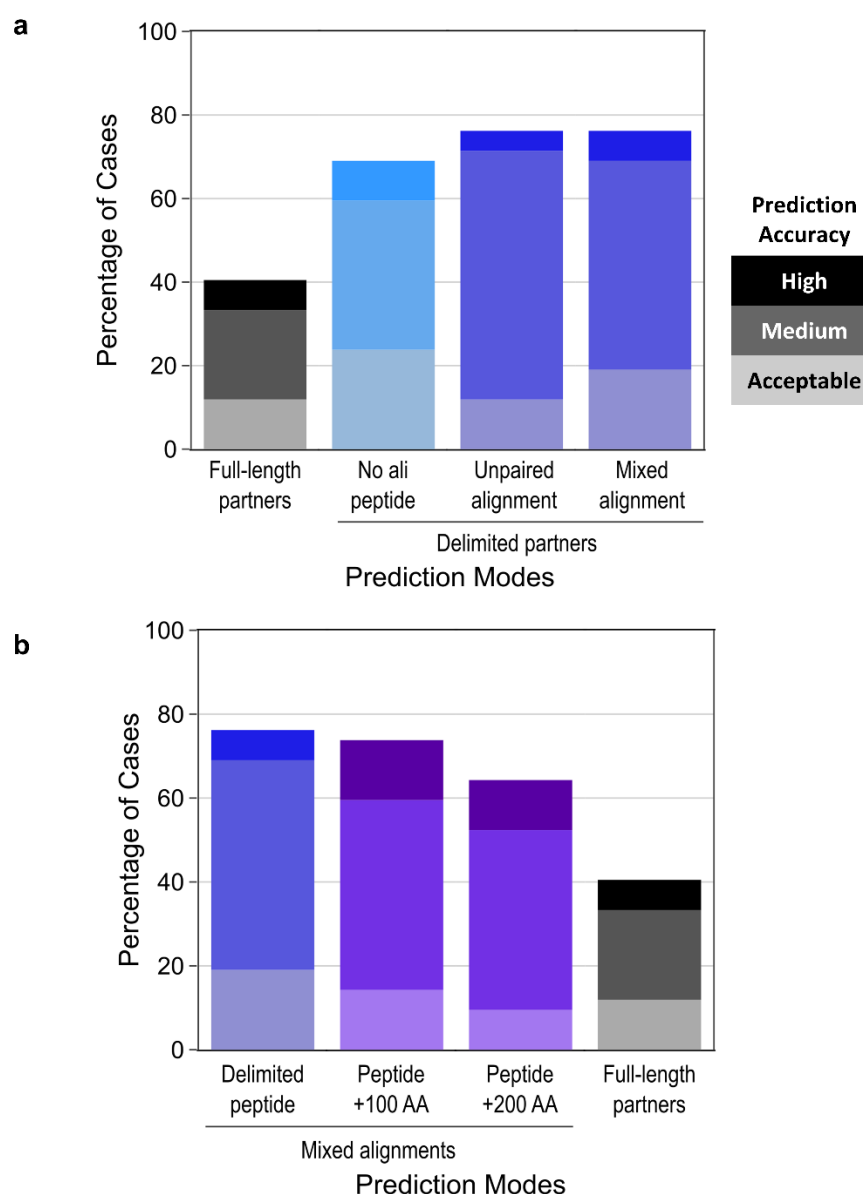 a
100
80
60
40
20
0
Percentage of Cases
Full-length
partners
No ali
peptide
Unpaired
alignment
Mixed
alignment
Delimited partners
Prediction Modes
Prediction
Accuracy
High
Medium
Acceptable
b
100
80
60
40
20
0
Percentage of Cases
Delimited
peptide
Peptide
+100 AA
Peptide
+200 AA
Full-length
partners
Mixed alignments
Prediction Modes